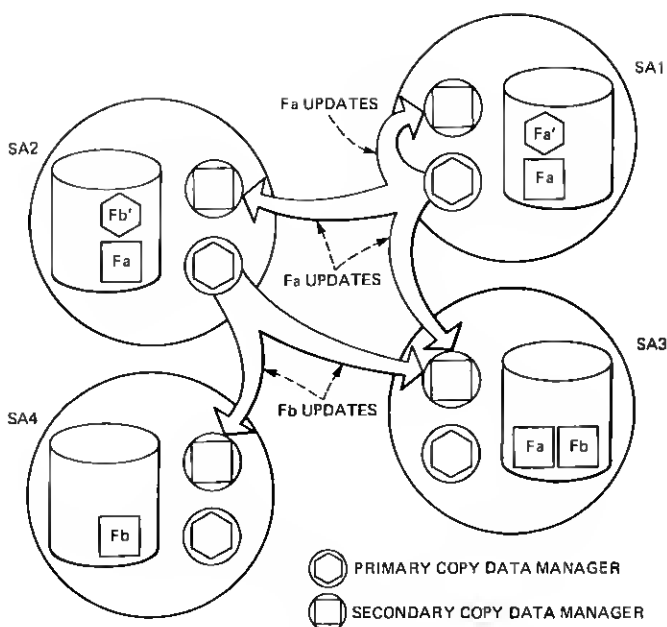 SA1
Fa UPDATES
Fa'
Fa
SA2
Fb'
Fa
Fa UPDATES
SA3
Fb UPDATES
SA4
Fa Fb
Fb
PRIMARY COPY DATA MANAGER
SECONDARY COPY DATA MANAGER